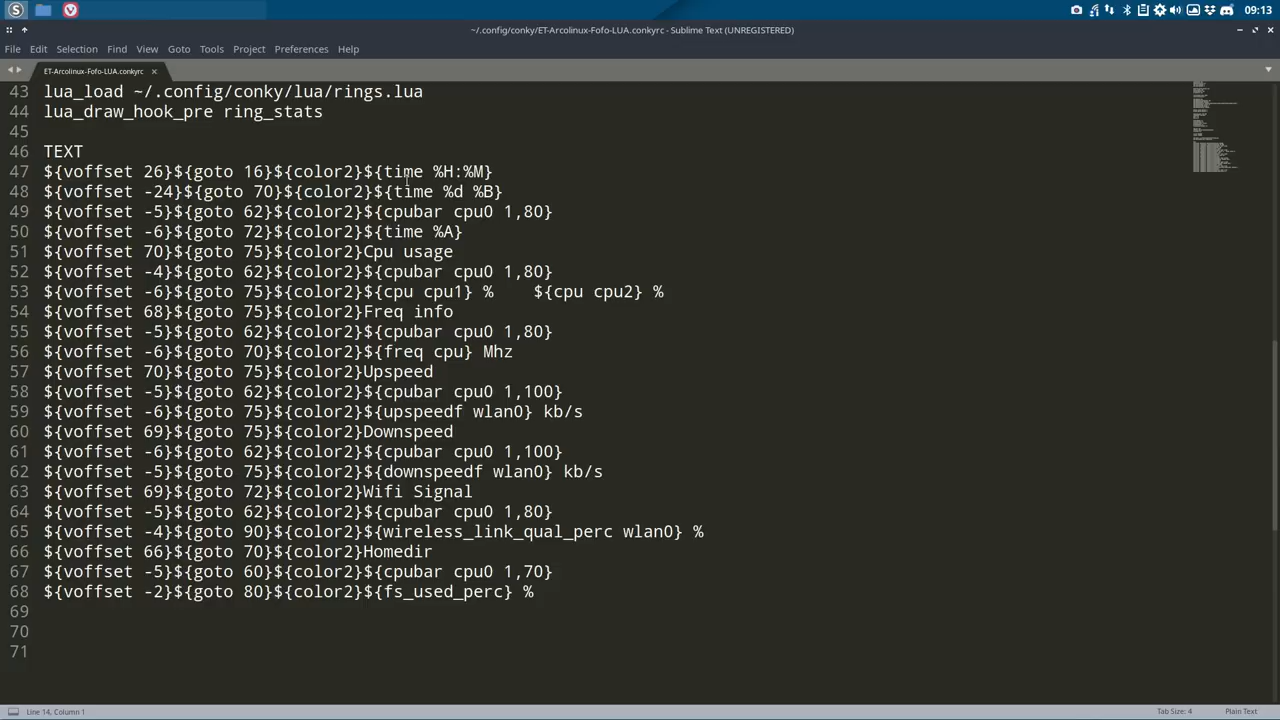 09:13
~/.config/conky/ET-Arcolinux-Fofo-LUA.conkyrc - Sublime Text (UNREGISTERED)
File Edit Selection Find View Goto Tools Project Preferences Help
ET-Arcolinux-Fofo-LUA.conkyrc ×
43 lua_load ~/.config/conky/lua/rings.lua
44 lua_draw_hook_pre ring_stats
45
46 TEXT
47 ${voffset 26}${goto 16}${color2}${time %H:%M}
48 ${voffset -24}${goto 70}${color2}${time %d %B}
49 ${voffset -5}${goto 62}${color2}${cpubar cpu0 1,80}
50 ${voffset -6}${goto 72}${color2}${time %A}
51 ${voffset 70}${goto 75}${color2}Cpu usage
52 ${voffset -4}${goto 62}${color2}${cpubar cpu0 1,80}
53 ${voffset -6}${goto 75}${color2}${cpu cpu1} %    ${cpu cpu2} %
54 ${voffset 68}${goto 75}${color2}Freq info
55 ${voffset -5}${goto 62}${color2}${cpubar cpu0 1,80}
56 ${voffset -6}${goto 70}${color2}${freq cpu} Mhz
57 ${voffset 70}${goto 75}${color2}Upspeed
58 ${voffset -5}${goto 62}${color2}${cpubar cpu0 1,100}
59 ${voffset -6}${goto 75}${color2}${upspeedf wlan0} kb/s
60 ${voffset 69}${goto 75}${color2}Downspeed
61 ${voffset -6}${goto 62}${color2}${cpubar cpu0 1,100}
62 ${voffset -5}${goto 75}${color2}${downspeedf wlan0} kb/s
63 ${voffset 69}${goto 72}${color2}Wifi Signal
64 ${voffset -5}${goto 62}${color2}${cpubar cpu0 1,80}
65 ${voffset -4}${goto 90}${color2}${wireless_link_qual_perc wlan0} %
66 ${voffset 66}${goto 70}${color2}Homedir
67 ${voffset -5}${goto 60}${color2}${cpubar cpu0 1,70}
68 ${voffset -2}${goto 80}${color2}${fs_used_perc} %
69
70
71
Line 14, Column 1 Tab Size: 4 Plain Text